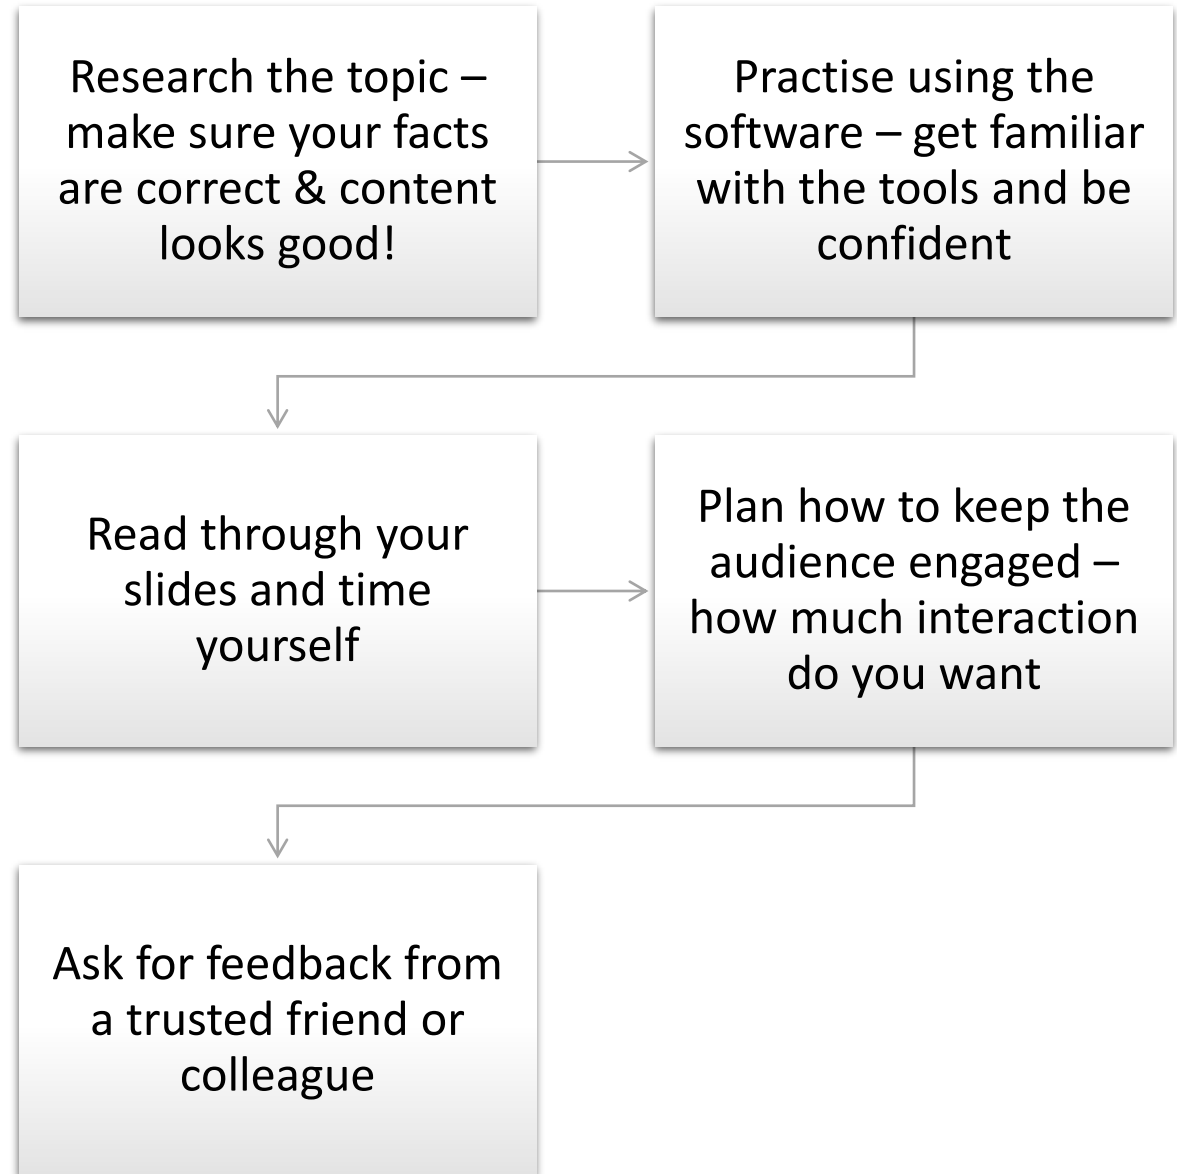 Research the topic –
make sure your facts
are correct & content
looks good!
Practise using the
software – get familiar
with the tools and be
confident
Read through your
slides and time
yourself
Plan how to keep the
audience engaged –
how much interaction
do you want
Ask for feedback from
a trusted friend or
colleague